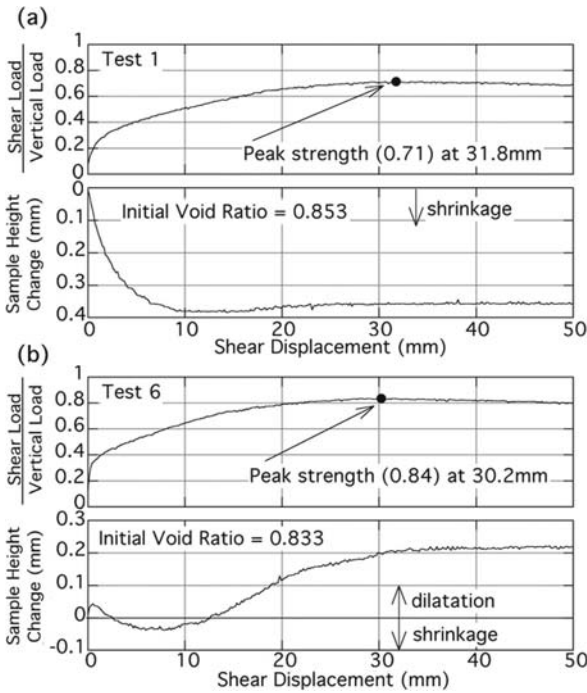 (a)
Shear Load
Vertical Load
1
0.8
0.6
0.4
0.2
0
Test 1
Peak strength (0.71) at 31.8mm
Sample Height
Change (mm)
0
0.1
0.2
0.3
0.4
Initial Void Ratio = 0.853
shrinkage
0 10 20 30 40 50
Shear Displacement (mm)
(b)
Shear Load
Vertical Load
1
0.8
0.6
0.4
0.2
0
Test 6
Peak strength (0.84) at 30.2mm
Sample Height
Change (mm)
0.3
0.2
0.1
0
-0.1
Initial Void Ratio = 0.833
dilatation
shrinkage
0 10 20 30 40 50
Shear Displacement (mm)